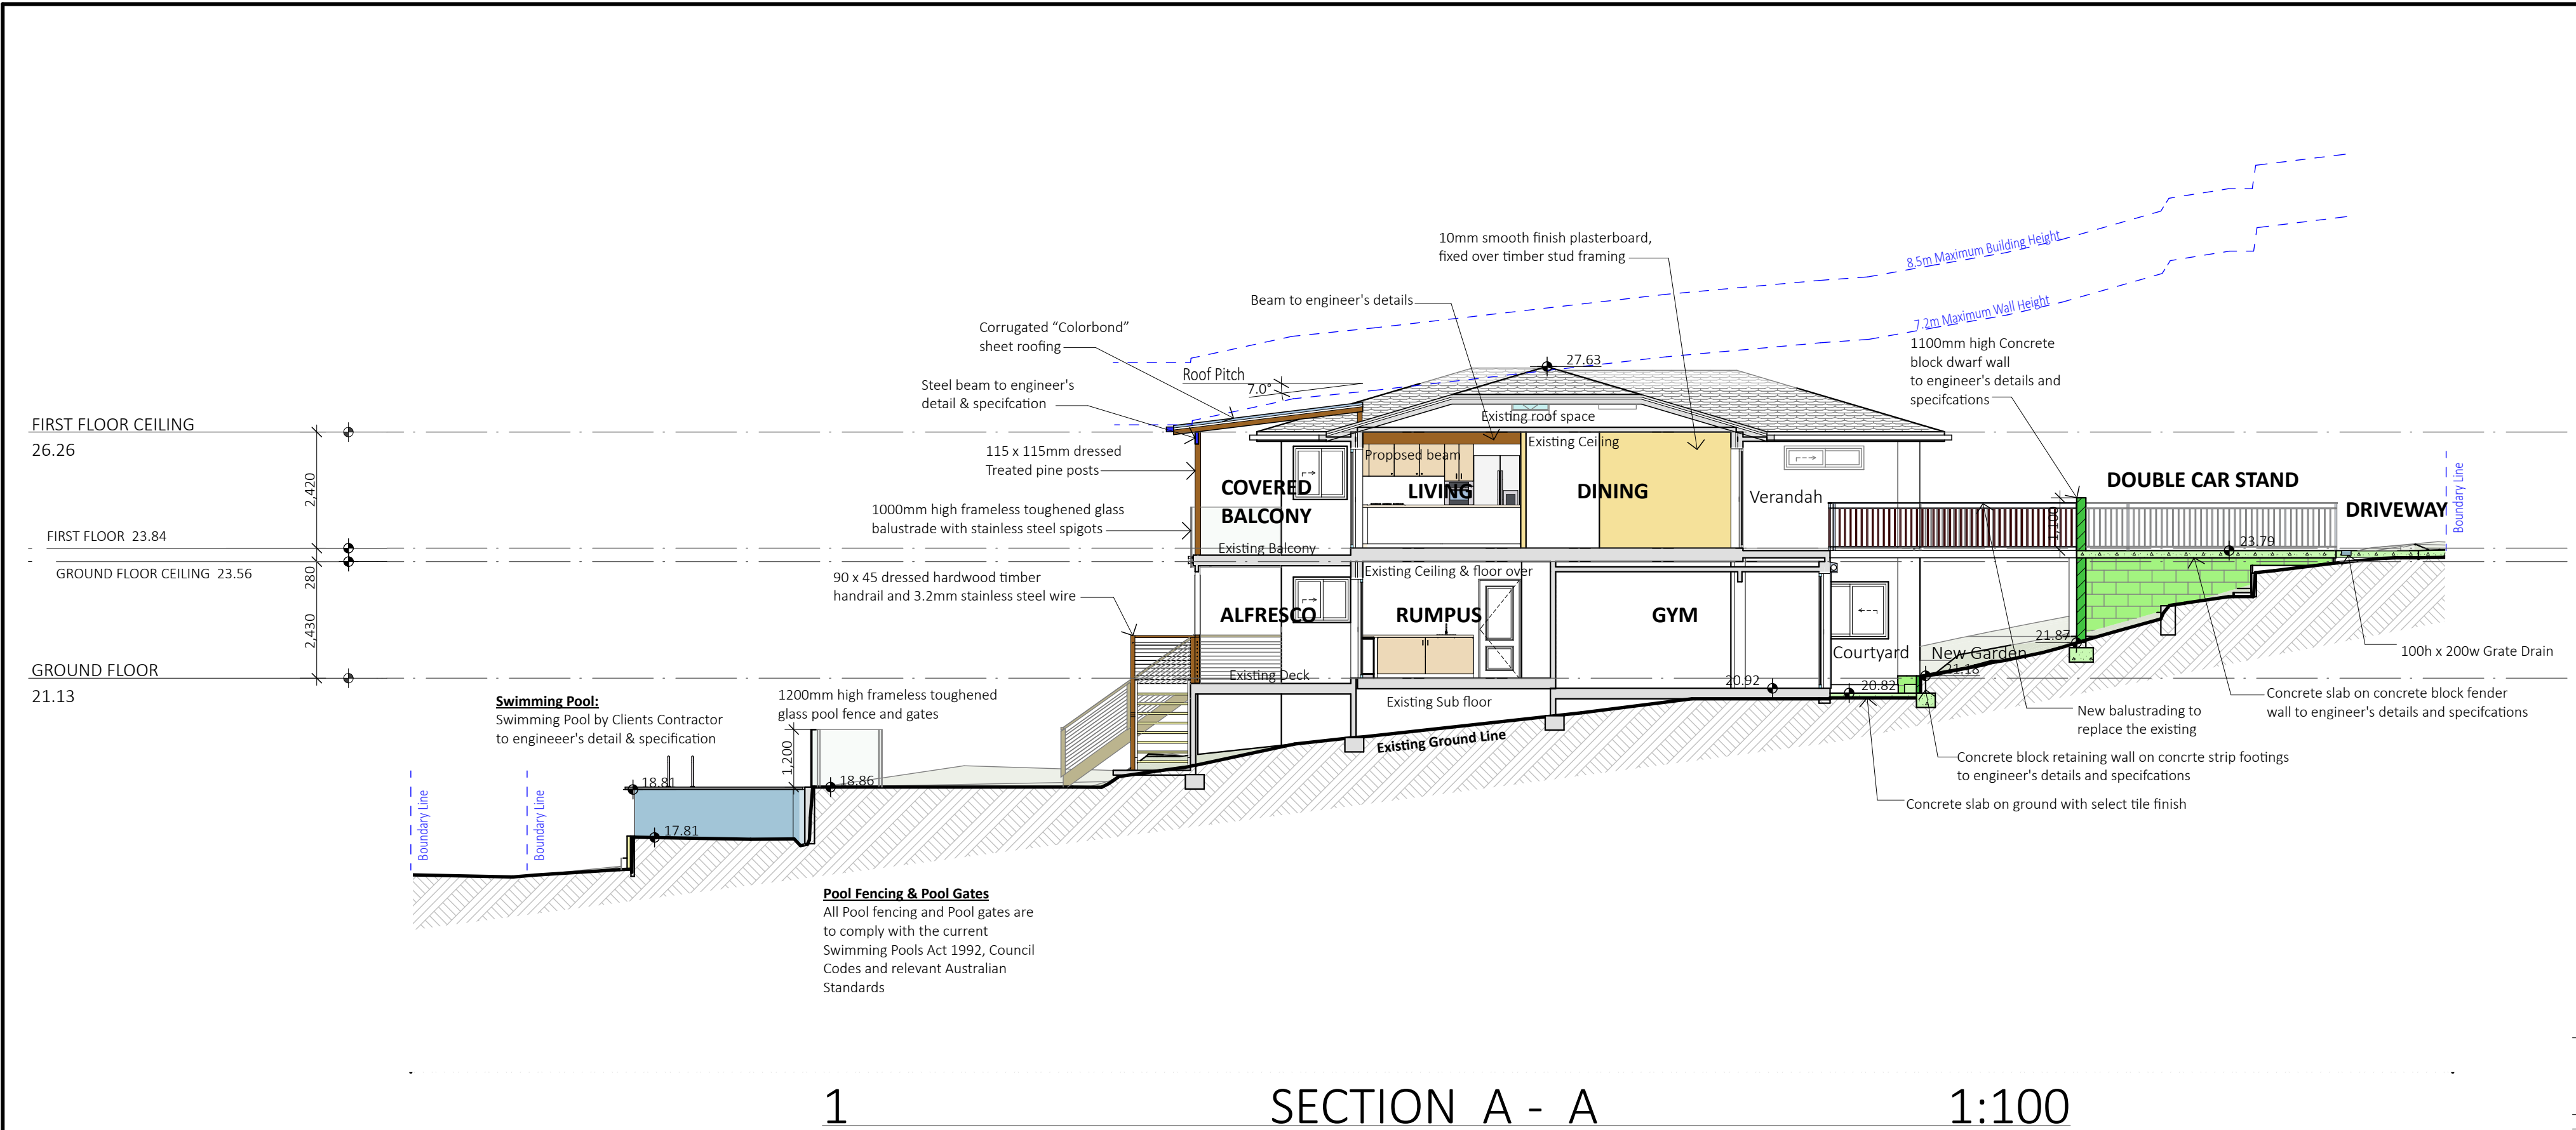 10mm smooth finish plasterboard,
fixed over timber stud framing
8.5m Maximum Building Height
Beam to engineer's details
7.2m Maximum Wall Height
Corrugated “Colorbond”
sheet roofing
1100mm high Concrete
block dwarf wall
to engineer's details and
specifcations
27.63
Roof Pitch
7.0°
Steel beam to engineer's
detail & specifcation
FIRST FLOOR CEILING
26.26
Existing roof space
Existing Ceiling
Proposed beam
115 x 115mm dressed
Treated pine posts
2,420
COVERED
BALCONY
LIVING
DINING
Verandah
DOUBLE CAR STAND
DRIVEWAY
Boundary Line
1000mm high frameless toughened glass
balustrade with stainless steel spigots
1,100
FIRST FLOOR 23.84
Existing Balcony
23.79
GROUND FLOOR CEILING 23.56
280
Existing Ceiling & floor over
90 x 45 dressed hardwood timber
handrail and 3.2mm stainless steel wire
ALFRESCO
RUMPUS
GYM
2,430
21.87
Courtyard
New Garden
100h x 200w Grate Drain
GROUND FLOOR
21.13
Existing Deck
21.18
20.92
20.82
Swimming Pool:
Swimming Pool by Clients Contractor
to engineeer's detail & specification
1200mm high frameless toughened
glass pool fence and gates
Existing Sub floor
Concrete slab on concrete block fender
wall to engineer's details and specifcations
New balustrading to
replace the existing
Existing Ground Line
1,200
Concrete block retaining wall on concrte strip footings
to engineer's details and specifcations
18.81
18.86
Concrete slab on ground with select tile finish
Boundary Line
Boundary Line
17.81
Pool Fencing & Pool Gates
All Pool fencing and Pool gates are
to comply with the current
Swimming Pools Act 1992, Council
Codes and relevant Australian
Standards
1
SECTION A - A
1:100